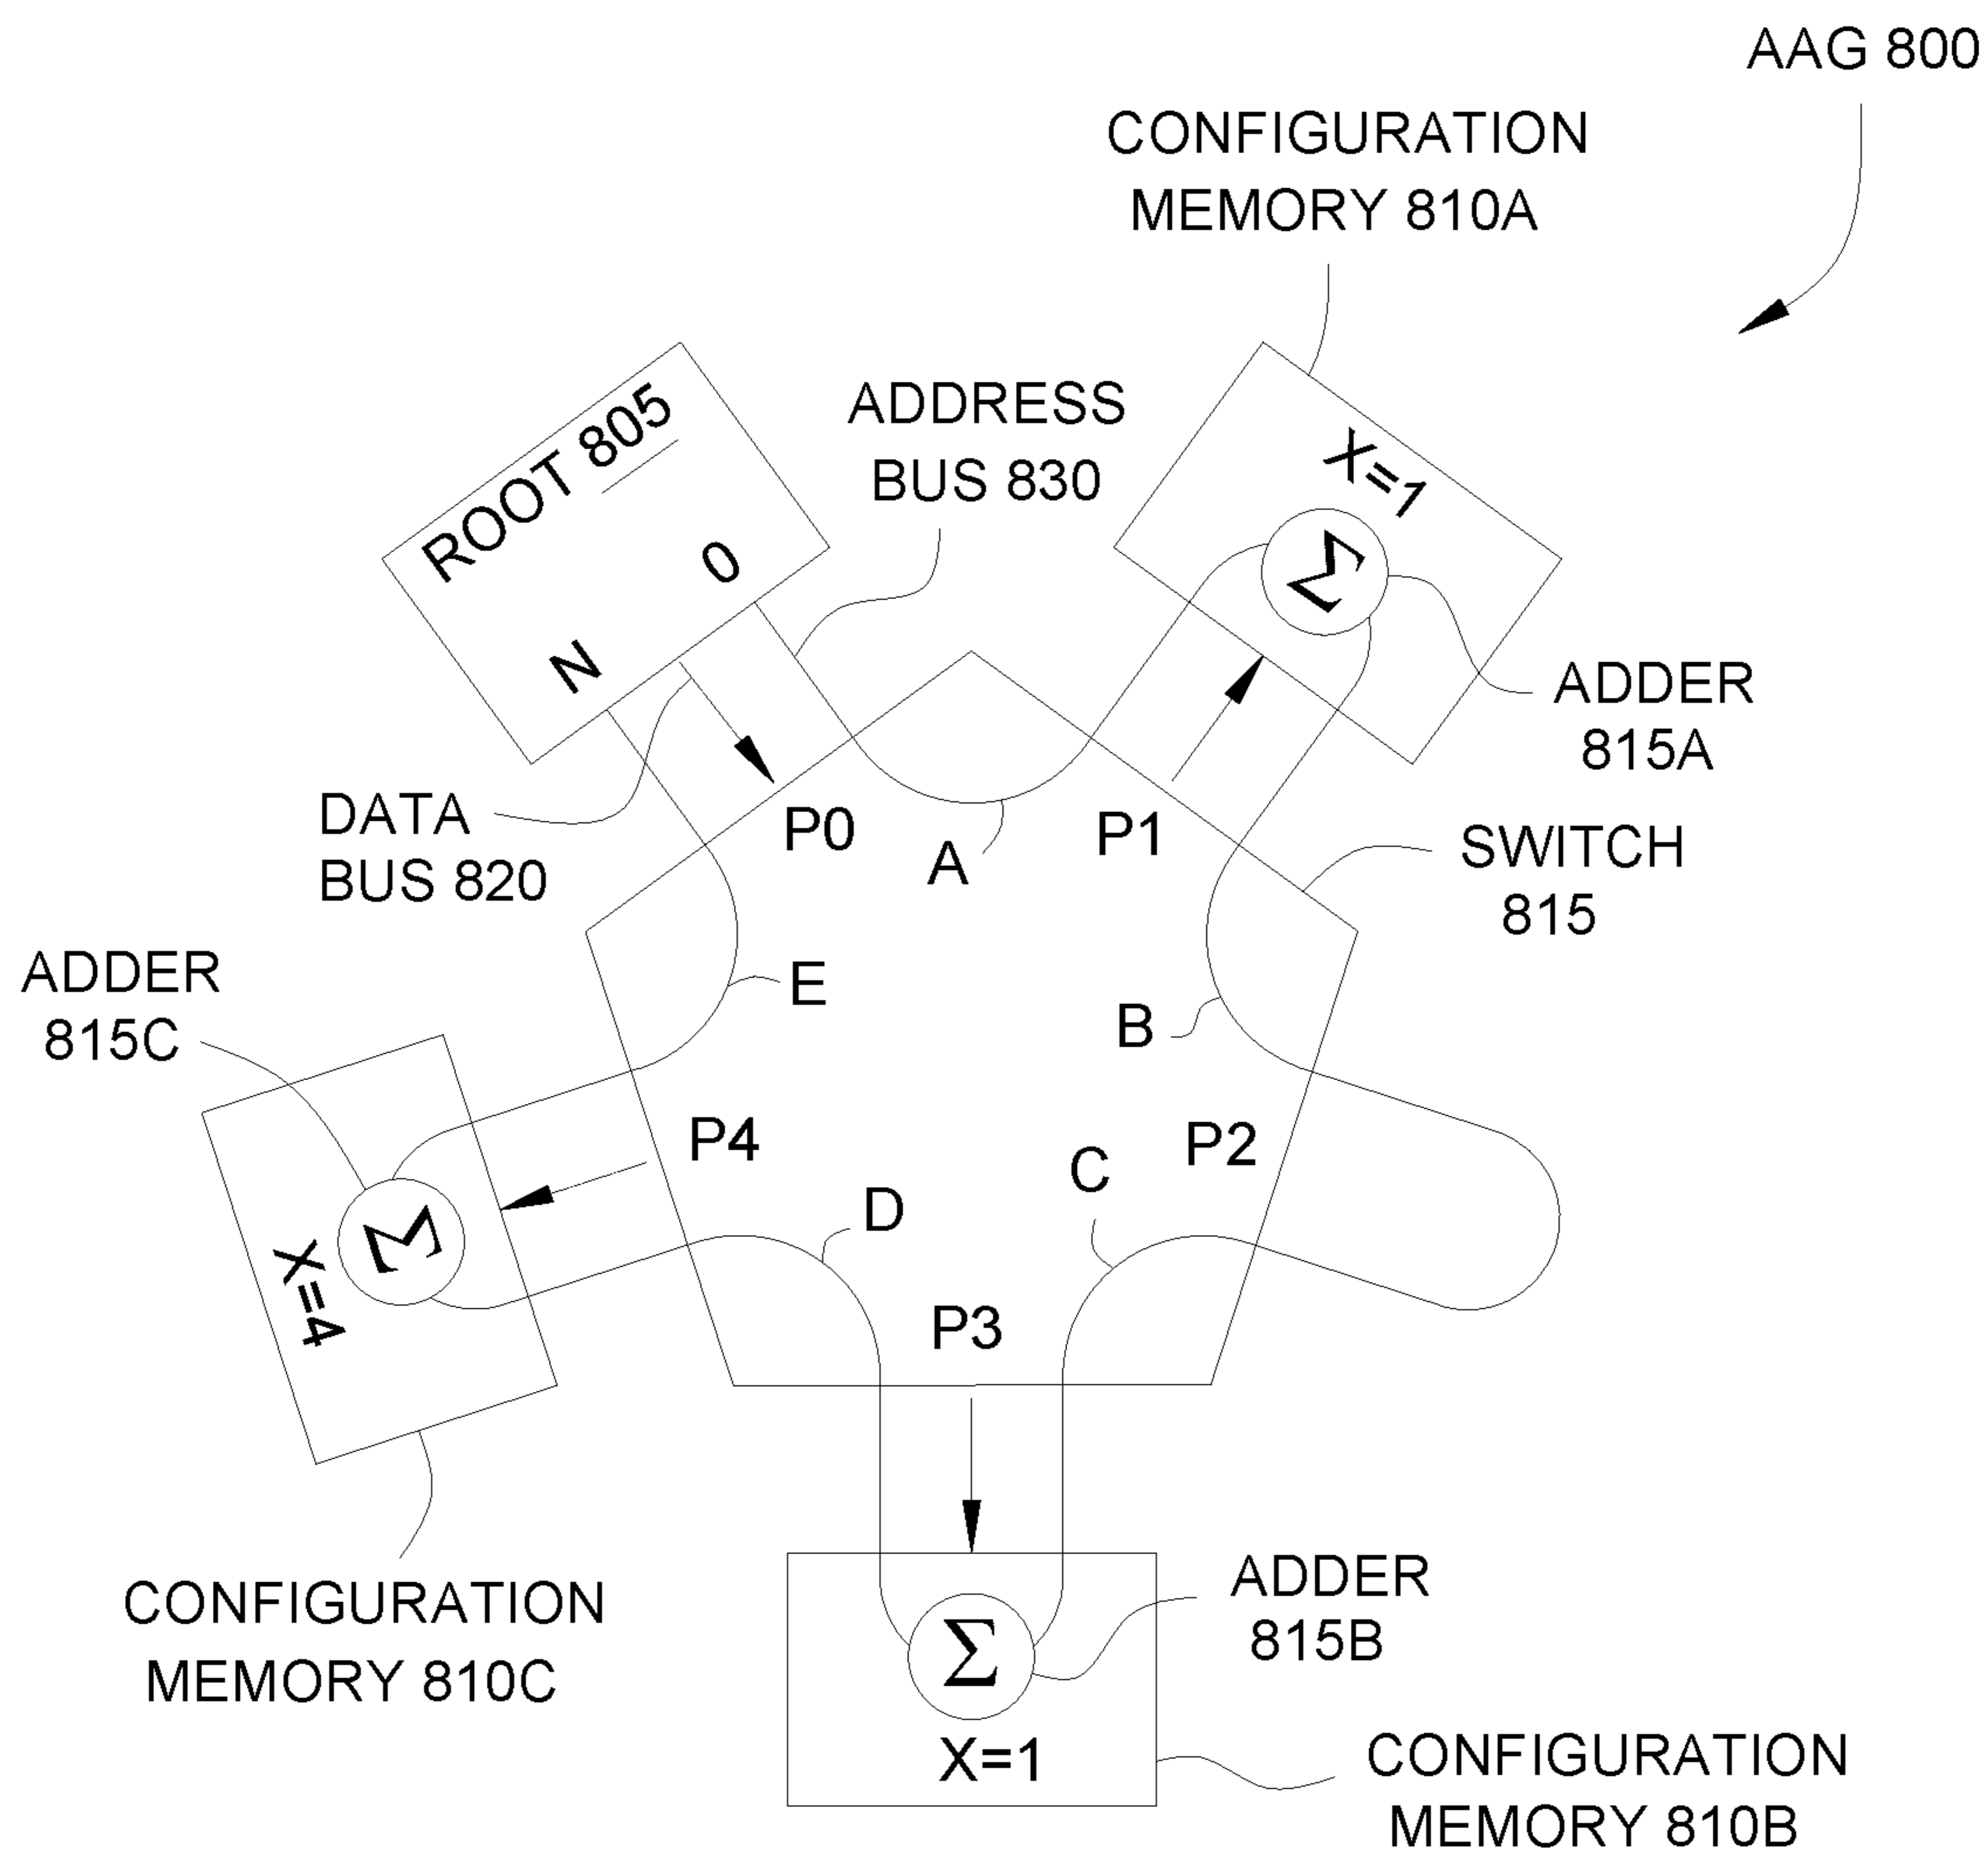 AAG 800
CONFIGURATION
MEMORY 810A
ADDRESS
BUS 830
ROOT 805
0
N
X=1
Σ
ADDER
815A
DATA
BUS 820
P0
P1
A
SWITCH
815
ADDER
815C
E
B
P4
P2
C
D
Σ
X=4
P3
CONFIGURATION
MEMORY 810C
ADDER
815B
Σ
X=1
CONFIGURATION
MEMORY 810B